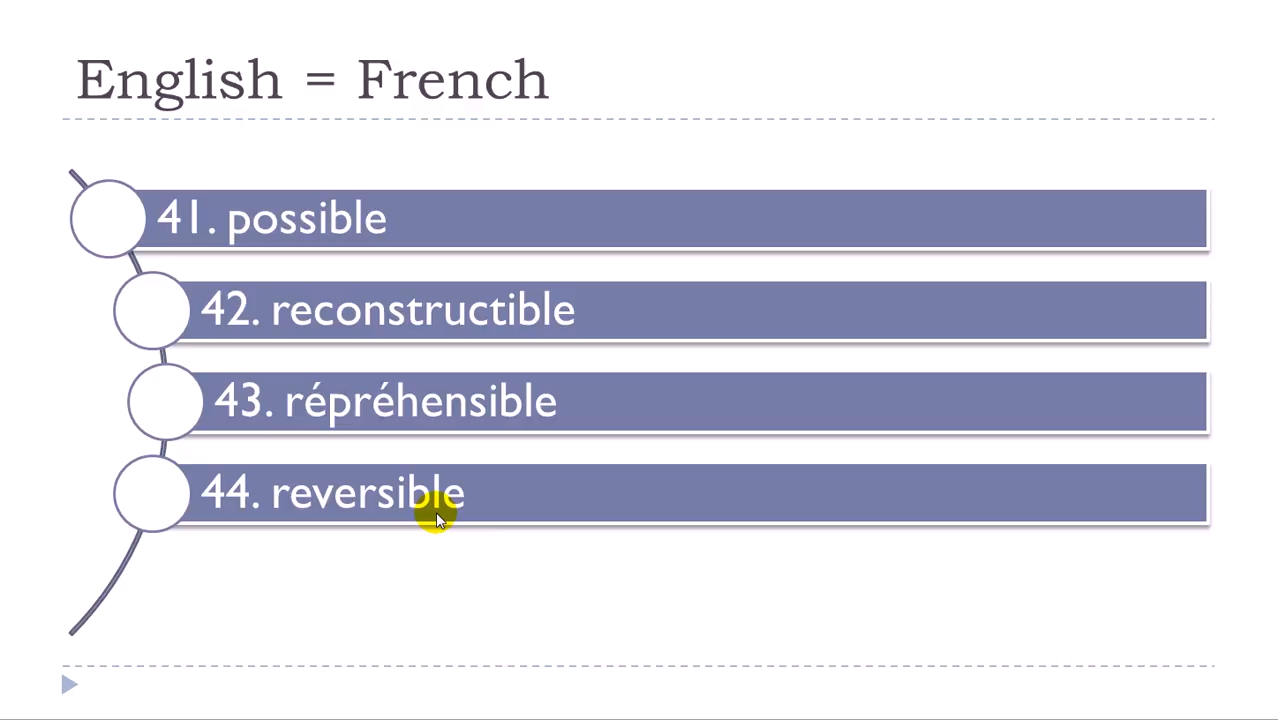 English = French
41. possible
42. reconstructible
43. répréhensible
44. reversible